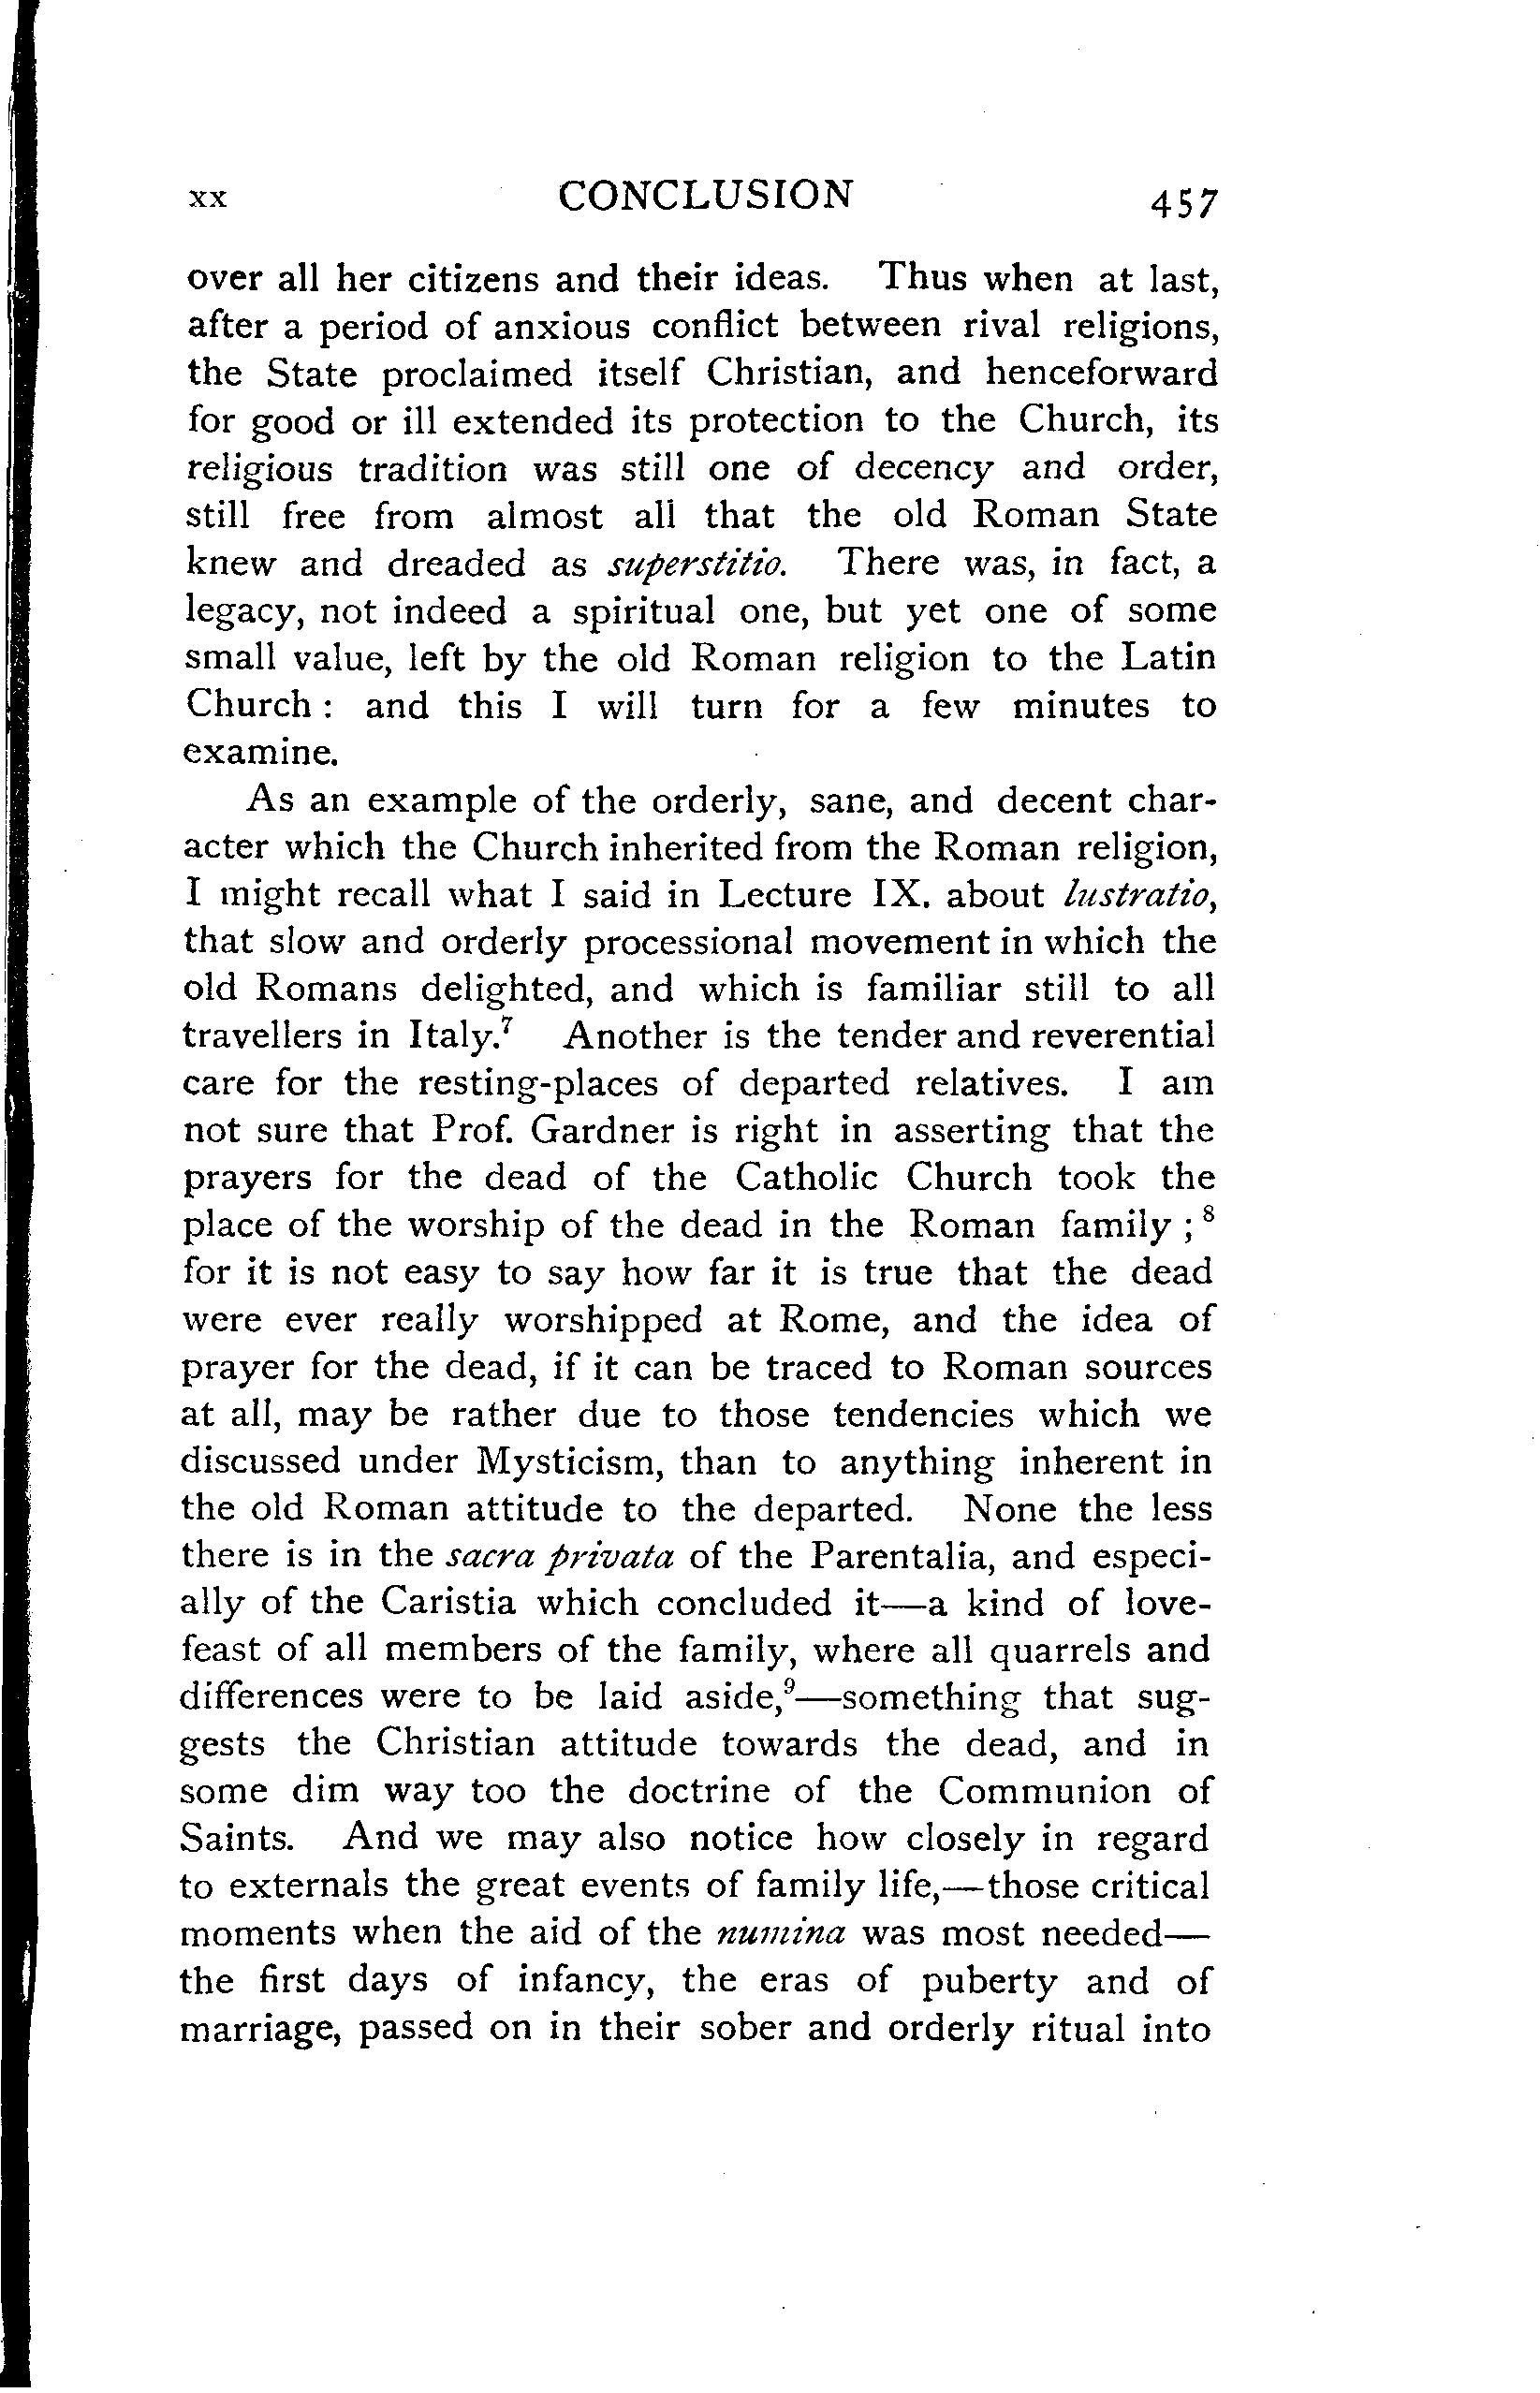 xx CONCLUSION 457
over all her citizens and their ideas. Thus when at last,
after a period of anxious conflict between rival religions,
the State proclaimed itself Christian, and henceforward
for good or ill extended its protection to the Church, its
religious tradition was still one of decency and order,
still free from almost all that the old Roman State
knew and dreaded as superstitio. There was, in fact, a
legacy, not indeed a spiritual one, but yet one of some
small value, left by the old Roman religion to the Latin
Church : and this I will turn for a few minutes to
examine.
As an example of the orderly, sane, and decent char-
acter which the Church inherited from the Roman religion,
I might recall what I said in Lecture IX. about lustratio,
that slow and orderly processional movement in which the
old Romans delighted, and which is familiar still to all
travellers in Italy.⁷ Another is the tender and reverential
care for the resting-places of departed relatives. I am
not sure that Prof. Gardner is right in asserting that the
prayers for the dead of the Catholic Church took the
place of the worship of the dead in the Roman family ; ⁸
for it is not easy to say how far it is true that the dead
were ever really worshipped at Rome, and the idea of
prayer for the dead, if it can be traced to Roman sources
at all, may be rather due to those tendencies which we
discussed under Mysticism, than to anything inherent in
the old Roman attitude to the departed. None the less
there is in the sacra privata of the Parentalia, and especi-
ally of the Caristia which concluded it—a kind of love-
feast of all members of the family, where all quarrels and
differences were to be laid aside,⁹—something that sug-
gests the Christian attitude towards the dead, and in
some dim way too the doctrine of the Communion of
Saints. And we may also notice how closely in regard
to externals the great events of family life,—those critical
moments when the aid of the numina was most needed—
the first days of infancy, the eras of puberty and of
marriage, passed on in their sober and orderly ritual into